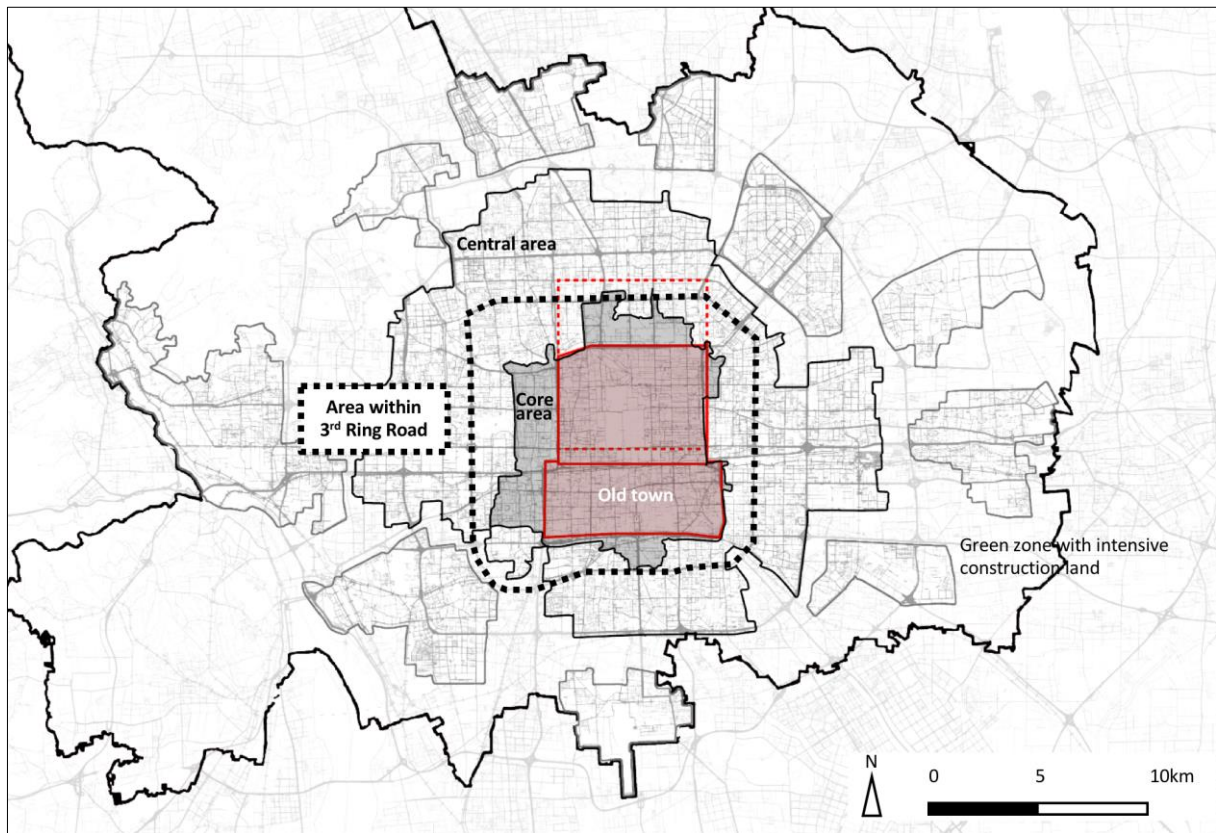 Central area
Core
area
Area within
3rd Ring Road
Old town
Green zone with intensive
construction land
N
0 5 10km